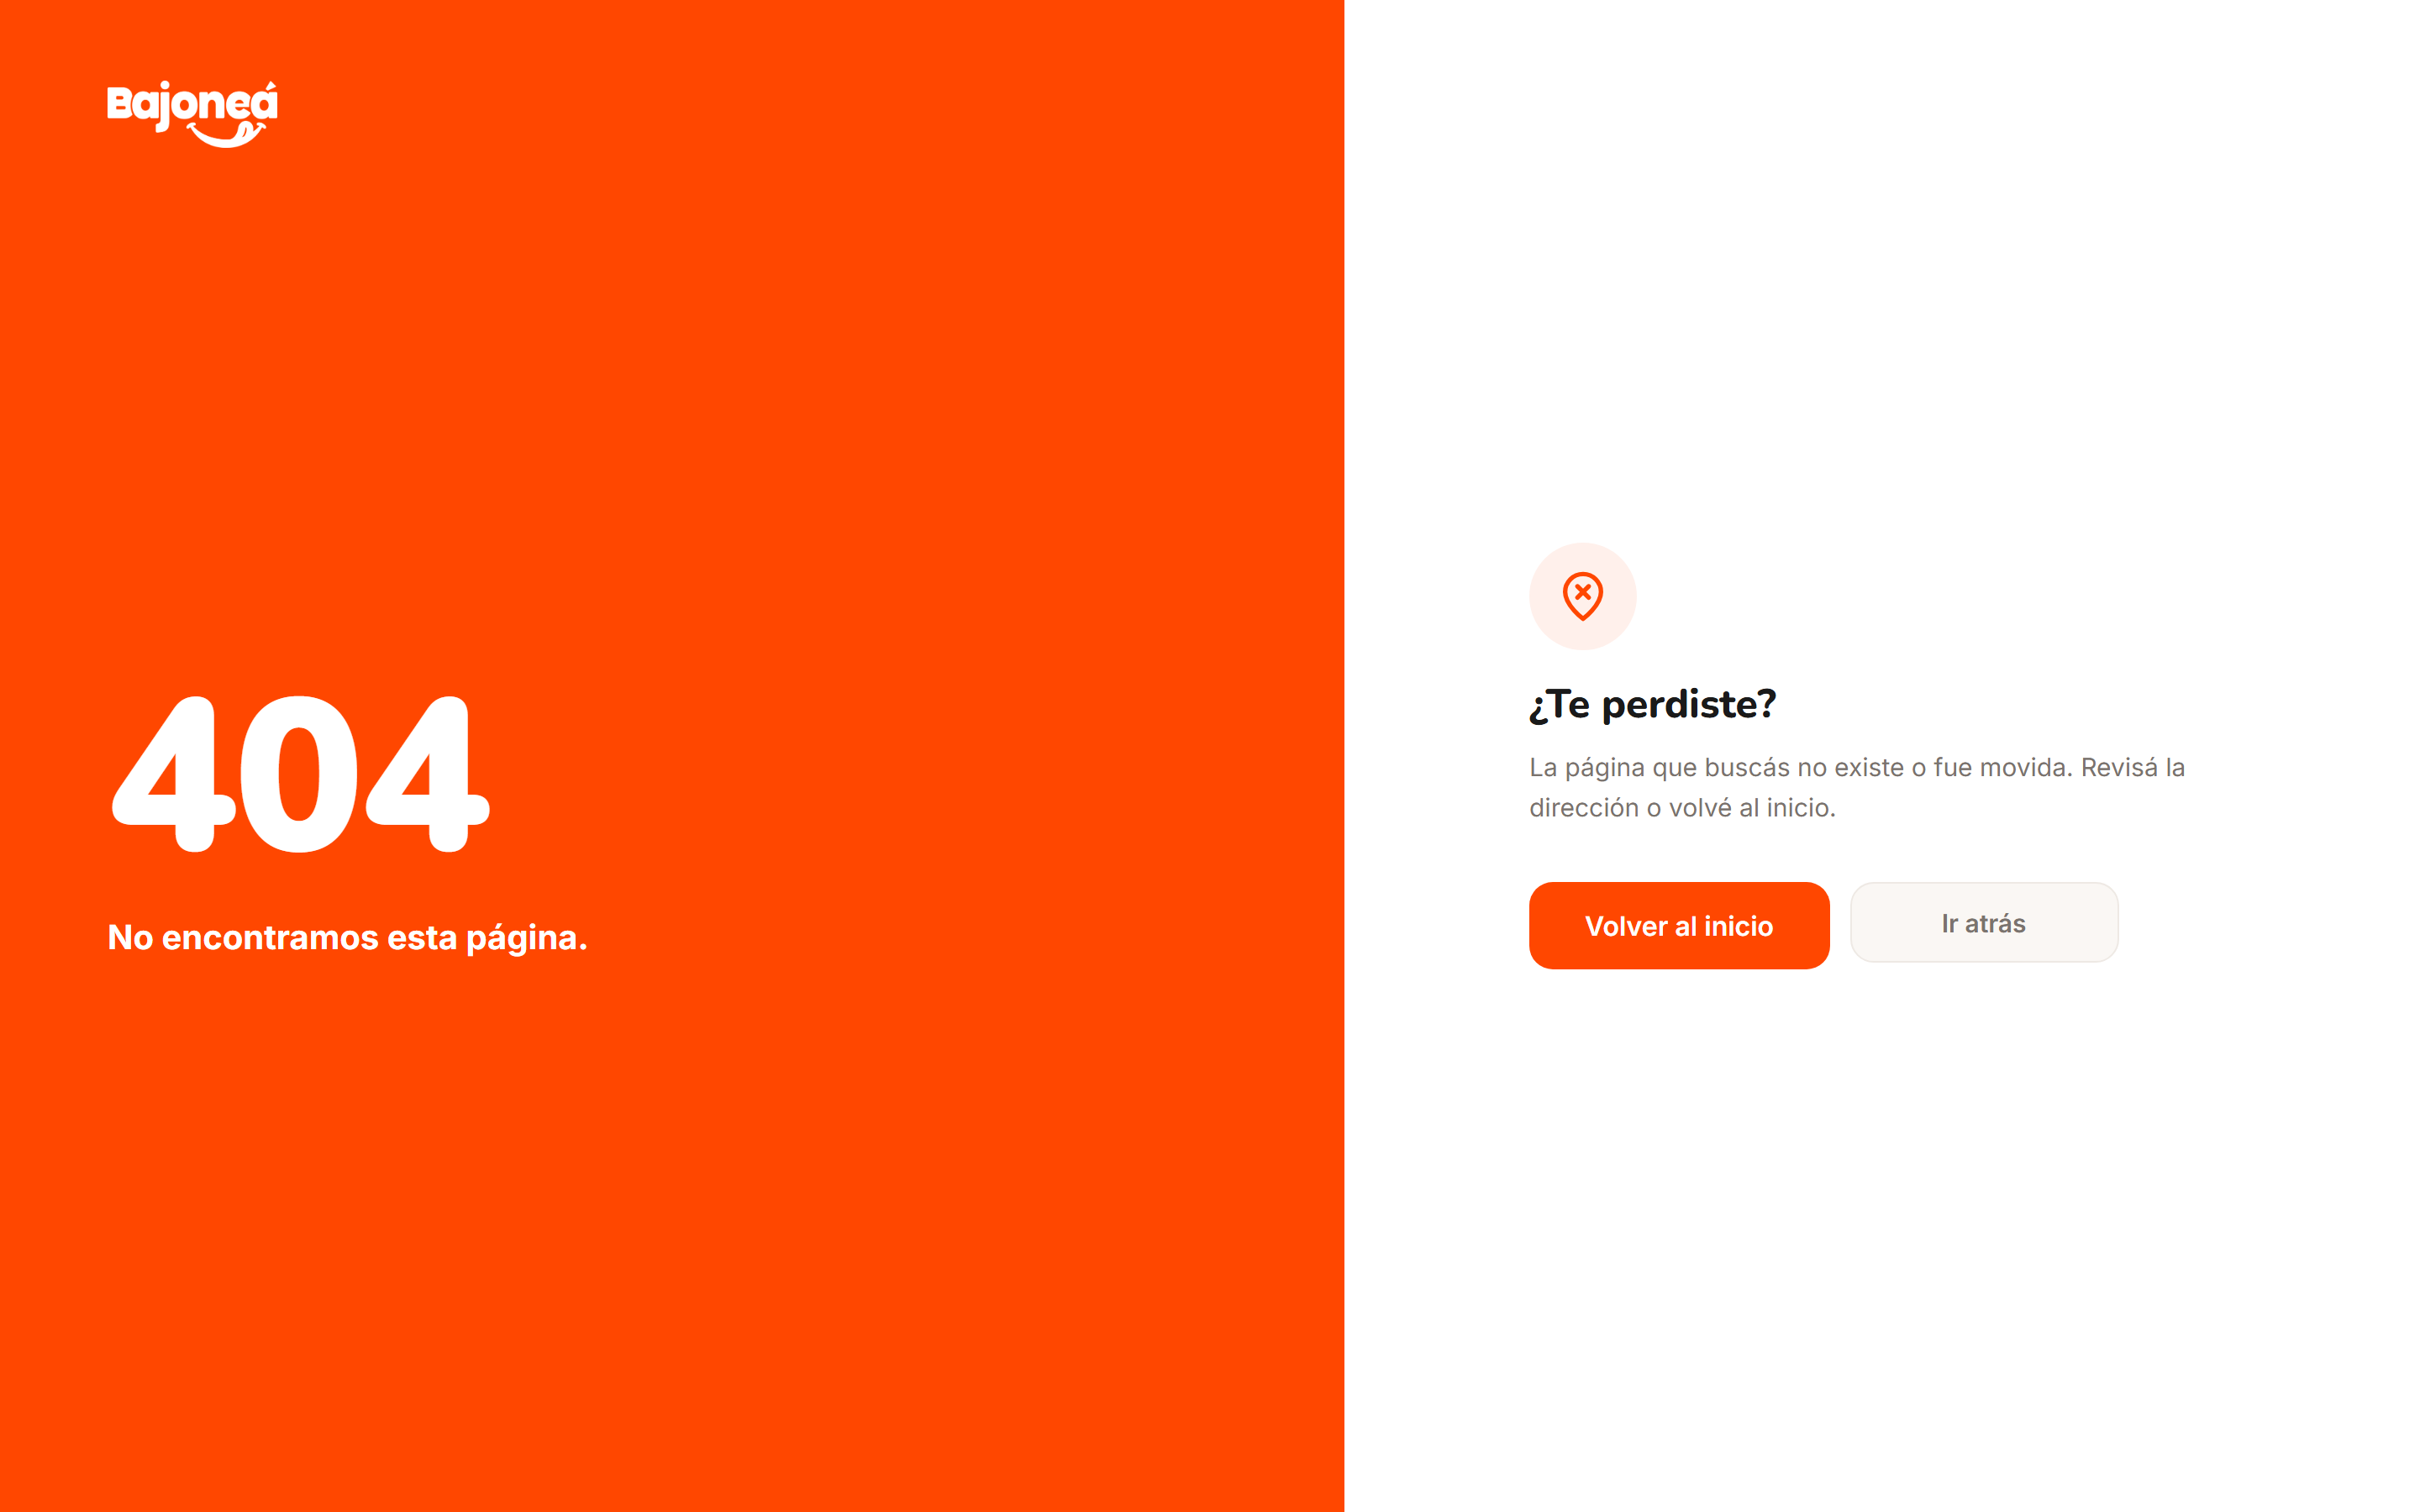 Bajoneá
404
No encontramos esta página.
¿Te perdiste?
La página que buscás no existe o fue movida. Revisá la
dirección o volvé al inicio.
Volver al inicio
Ir atrás